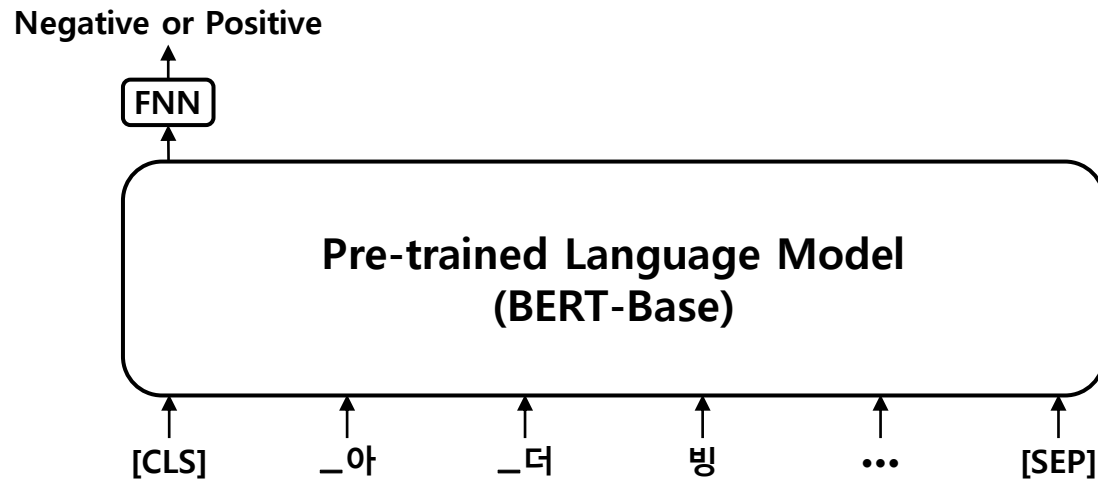 Negative or Positive
FNN
Pre-trained Language Model
(BERT-Base)
[CLS] _아 _더 빙 ••• [SEP]